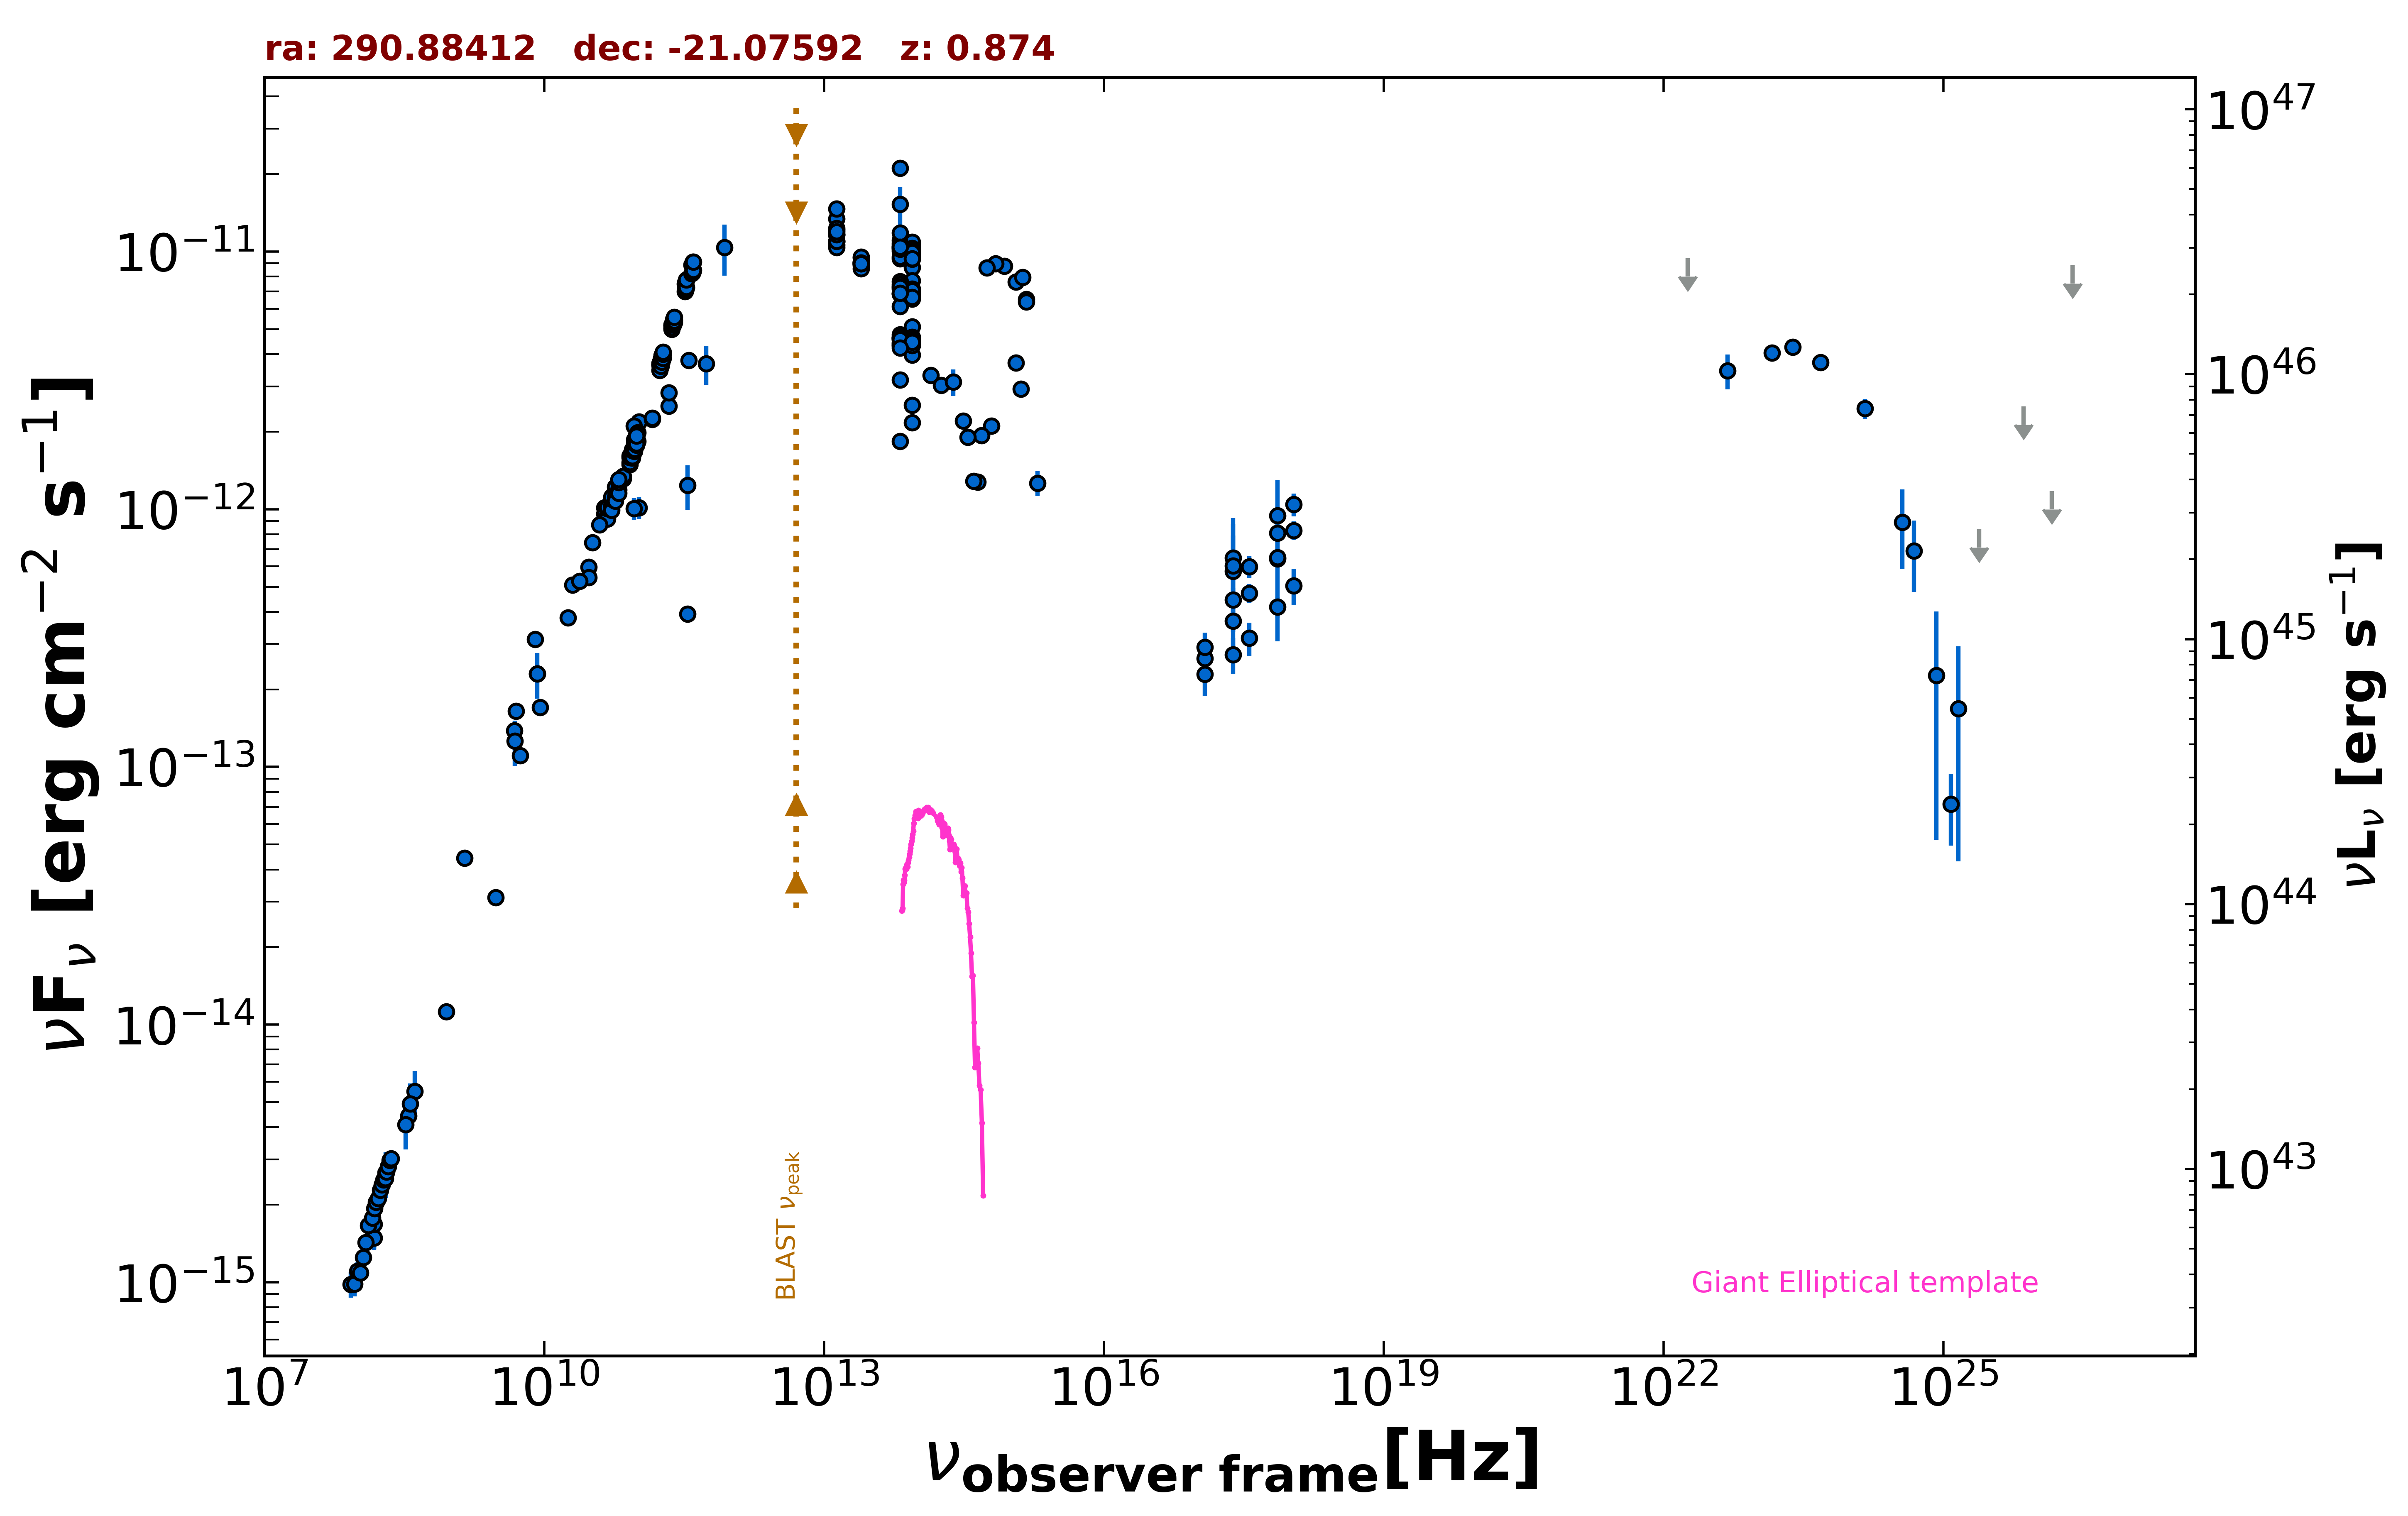 ra: 290.88412 dec: -21.07592 z: 0.874
νF_ν [erg cm^−2 s^−1]
10^−11
10^−12
10^−13
10^−14
10^−15
10^47
10^46
10^45
10^44
10^43
νL_ν [erg s^−1]
BLAST ν_peak
Giant Elliptical template
10^7 10^10 10^13 10^16 10^19 10^22 10^25
ν_observer frame [Hz]